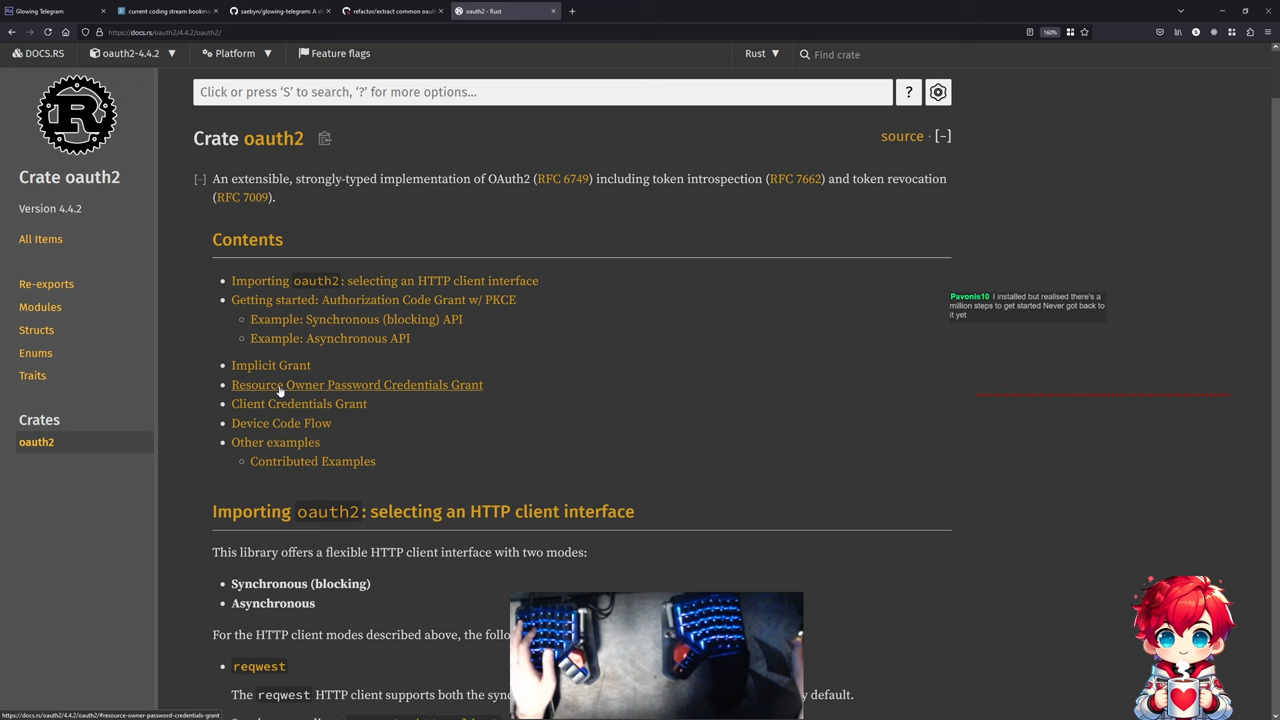 Glowing Telegram
current coding stream bookma
saebyn/glowing-telegram: A s
refactor/extract common oaut
oauth2 - Rust
https://docs.rs/oauth2/4.4.2/oauth2/
160%
DOCS.RS
oauth2-4.4.2
Platform
Feature flags
Rust
Find crate
Click or press ‘S’ to search, ‘?’ for more options…
?
Crate oauth2
source · [−]
Crate oauth2
Version 4.4.2
All Items
Re-exports
Modules
Structs
Enums
Traits
Crates
oauth2
[−] An extensible, strongly-typed implementation of OAuth2 (RFC 6749) including token introspection (RFC 7662) and token revocation
(RFC 7009).
Contents
• Importing oauth2: selecting an HTTP client interface
• Getting started: Authorization Code Grant w/ PKCE
◦ Example: Synchronous (blocking) API
◦ Example: Asynchronous API
• Implicit Grant
• Resource Owner Password Credentials Grant
• Client Credentials Grant
• Device Code Flow
• Other examples
◦ Contributed Examples
Pavonis10 I installed but realised there's a
million steps to get started Never got back to
it yet
Importing oauth2: selecting an HTTP client interface
This library offers a flexible HTTP client interface with two modes:
• Synchronous (blocking)
• Asynchronous
For the HTTP client modes described above, the follo
• reqwest
The reqwest HTTP client supports both the sync
y default.
https://docs.rs/oauth2/4.4.2/oauth2/#resource-owner-password-credentials-grant